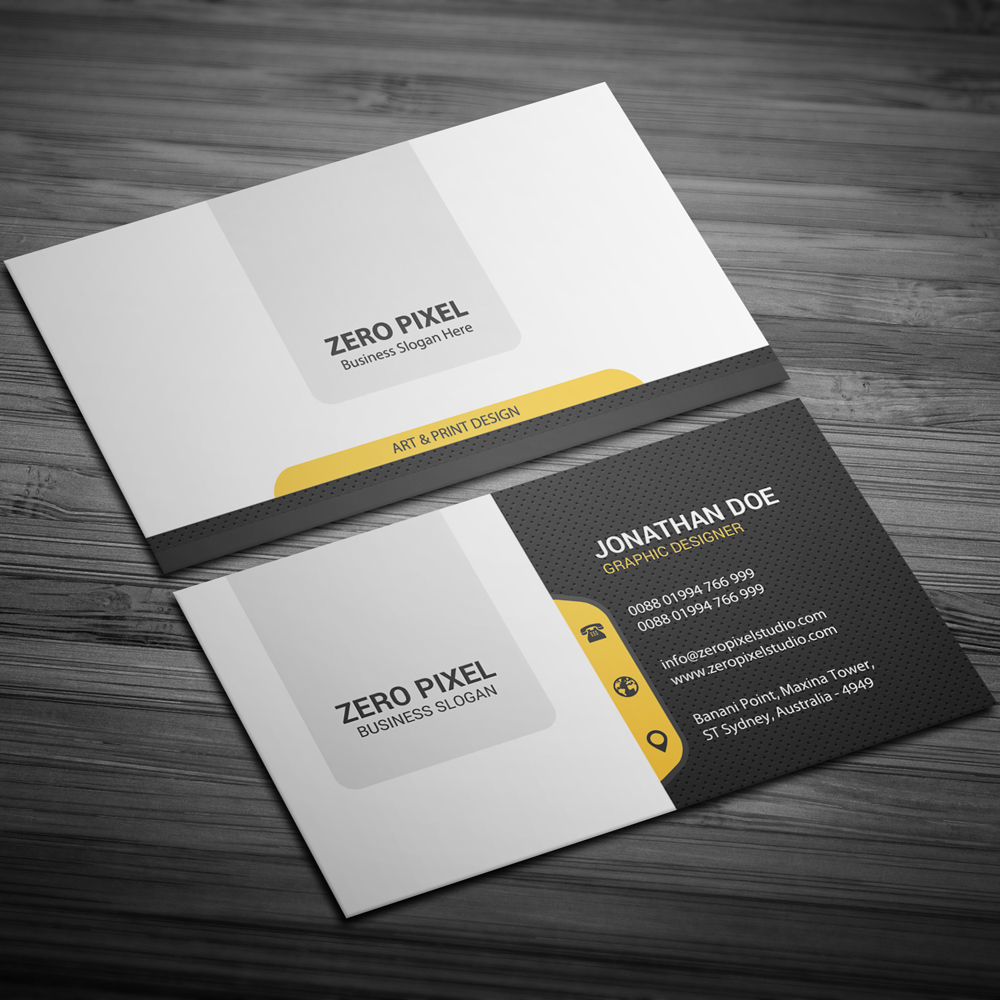 ZERO PIXEL
Business Slogan Here
ART & PRINT DESIGN
ZERO PIXEL
BUSINESS SLOGAN
JONATHAN DOE
GRAPHIC DESIGNER
0088 01994 766 999
0088 01994 766 999
info@zeropixelstudio.com
www.zeropixelstudio.com
Banani Point, Maxina Tower,
ST Sydney, Australia - 4949